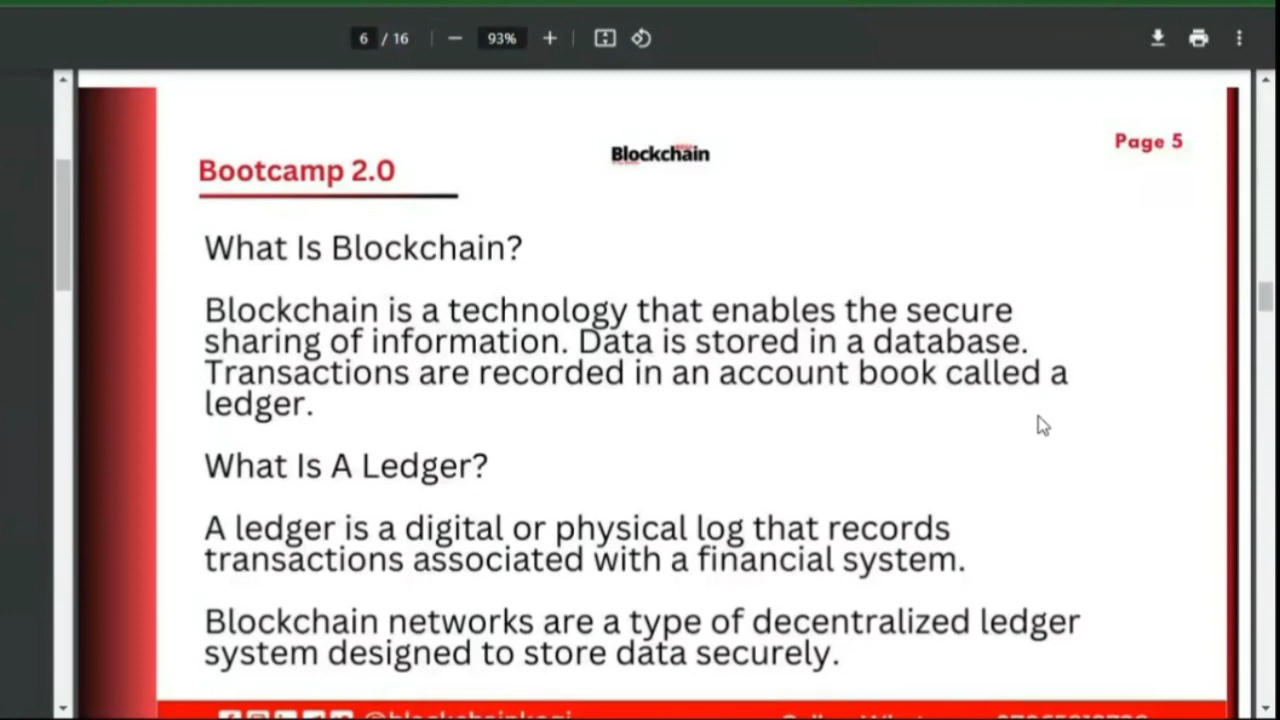 6 / 16
93%
Page 5
Blockchain
Bootcamp 2.0
What Is Blockchain?
Blockchain is a technology that enables the secure
sharing of information. Data is stored in a database.
Transactions are recorded in an account book called a
ledger.
What Is A Ledger?
A ledger is a digital or physical log that records
transactions associated with a financial system.
Blockchain networks are a type of decentralized ledger
system designed to store data securely.